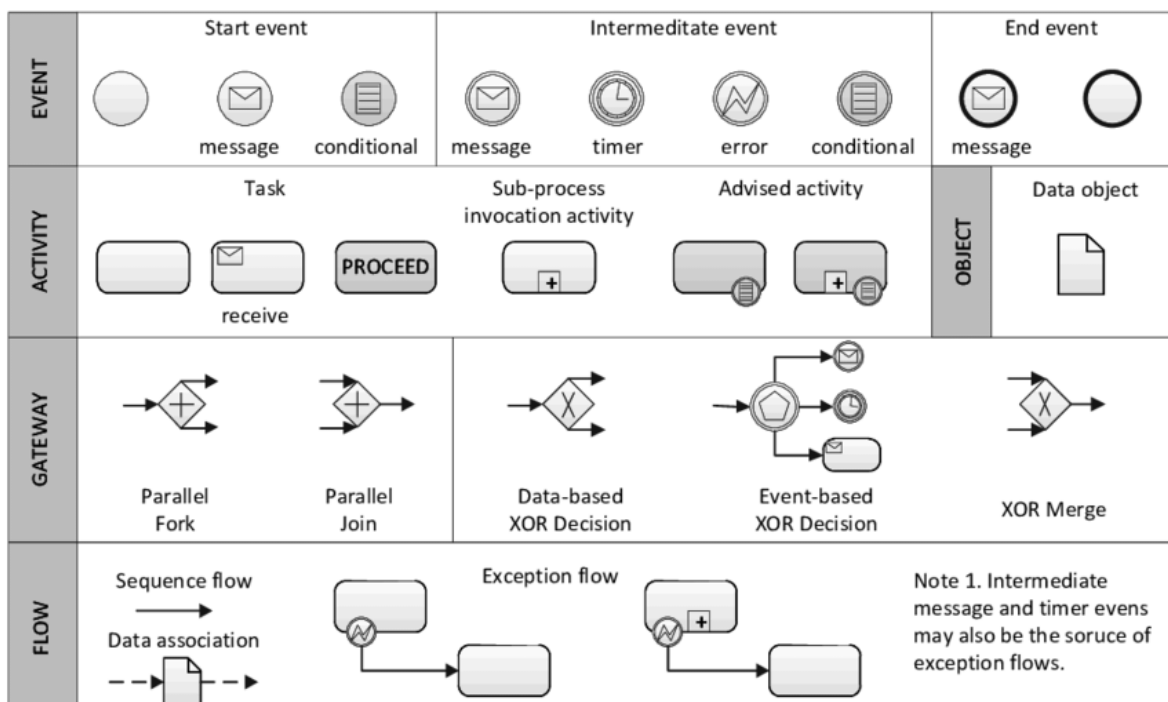 EVENT
Start event
message
conditional
Intermeditate event
message
timer
error
conditional
End event
message
ACTIVITY
Task
receive
PROCEED
Sub-process
invocation activity
Advised activity
OBJECT
Data object
GATEWAY
Parallel
Fork
Parallel
Join
Data-based
XOR Decision
Event-based
XOR Decision
XOR Merge
FLOW
Sequence flow
Data association
Exception flow
Note 1. Intermediate
message and timer evens
may also be the soruce of
exception flows.